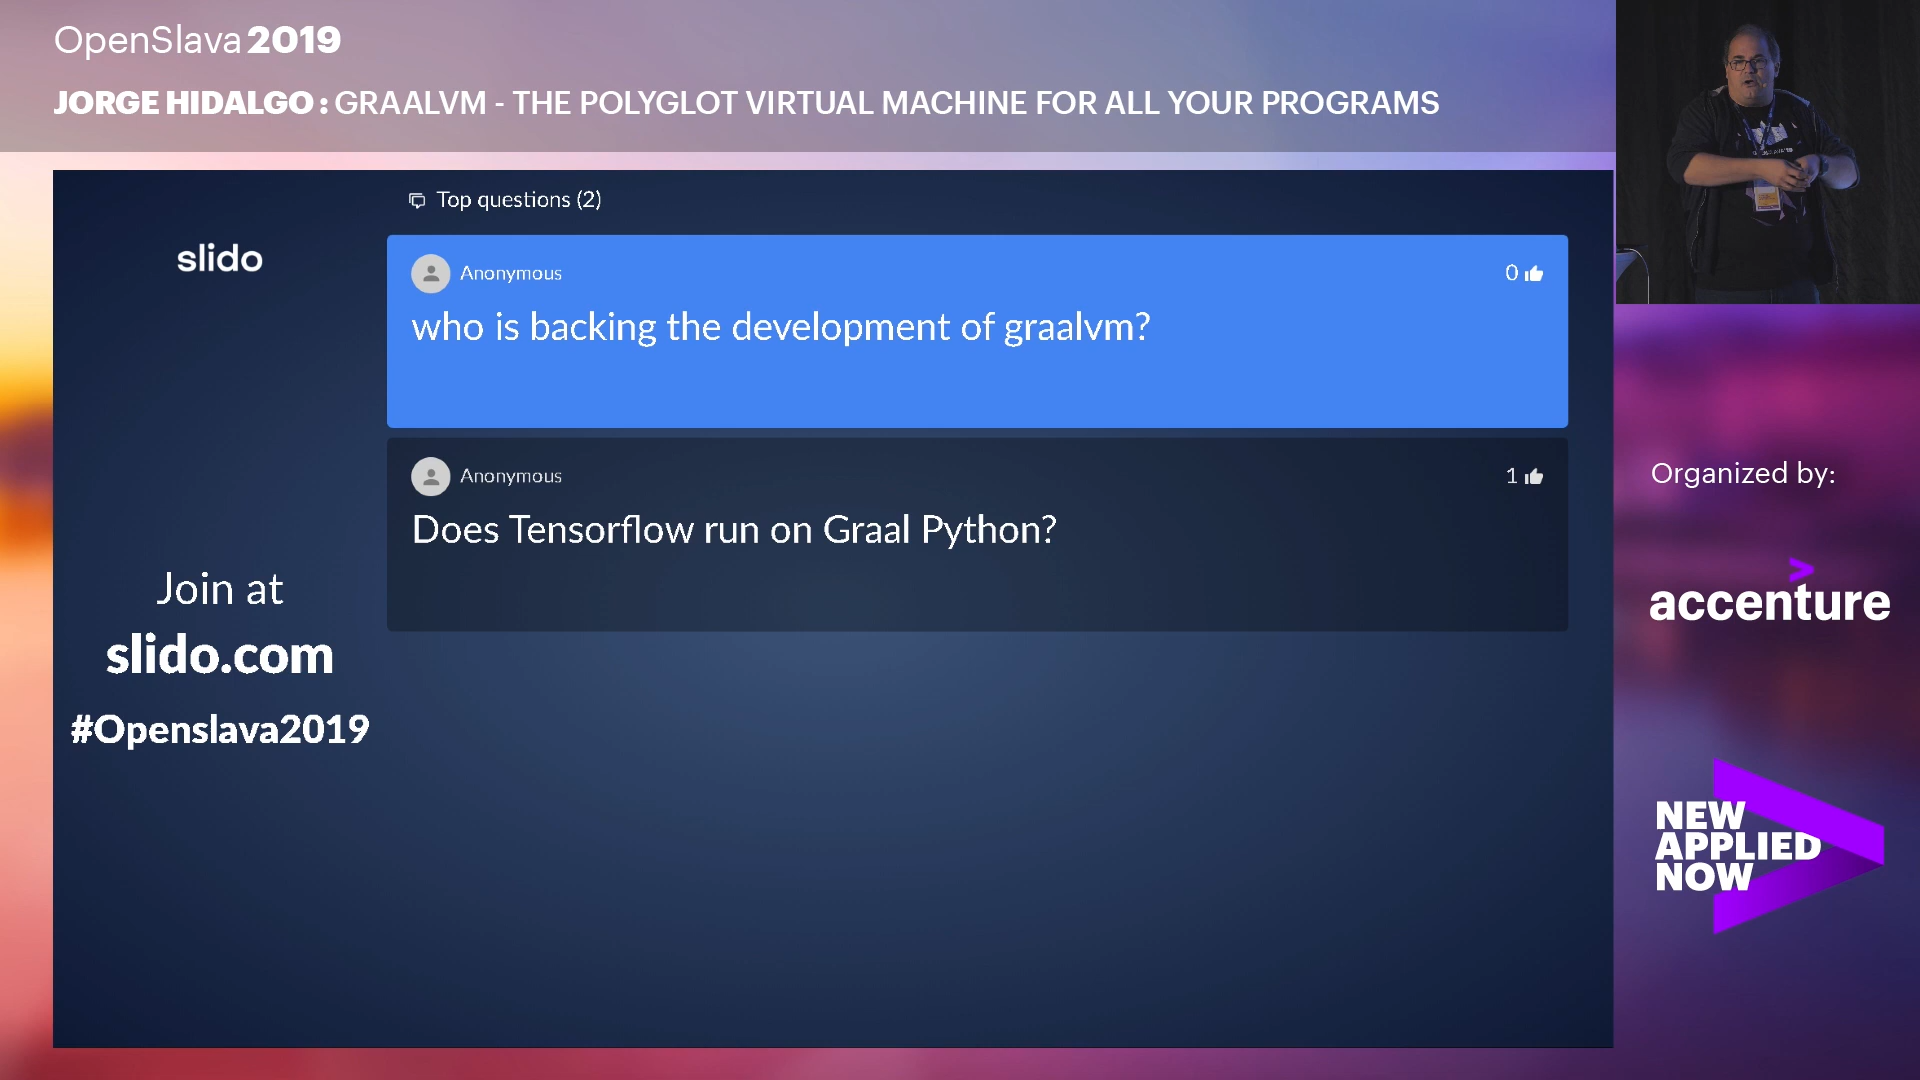 OpenSlava 2019
JORGE HIDALGO : GRAALVM - THE POLYGLOT VIRTUAL MACHINE FOR ALL YOUR PROGRAMS
Top questions (2)
slido
Anonymous
0
who is backing the development of graalvm?
Anonymous
1
Does Tensorflow run on Graal Python?
Join at
slido.com
#Openslava2019
Organized by:
accenture
NEW
APPLIED
NOW